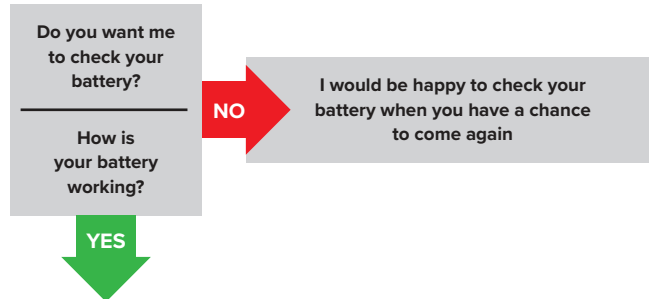 Do you want me
to check your
battery?
How is
your battery
working?
NO
I would be happy to check your
battery when you have a chance
to come again
YES